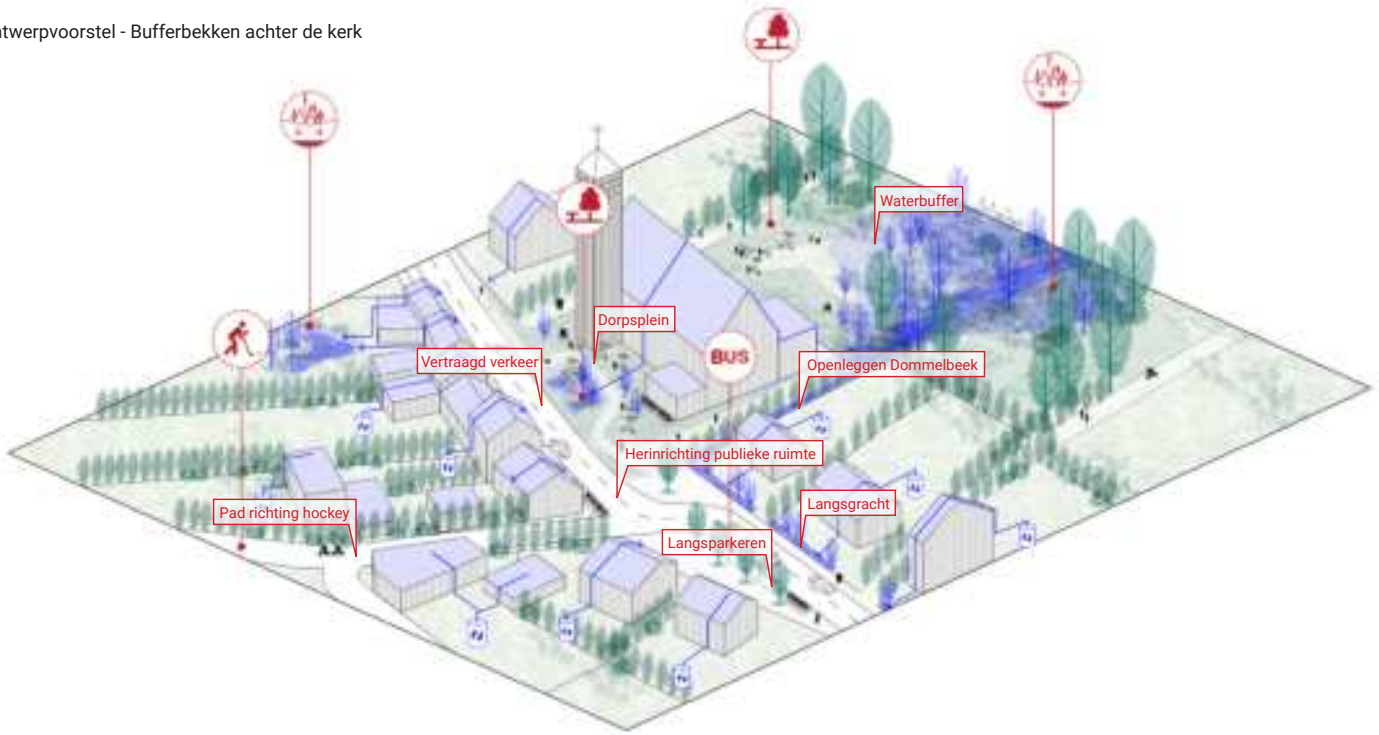 ntwerpvoorstel - Bufferbekken achter de kerk
Waterbuffer
Dorpsplein
Vertraagd verkeer
BUS
Openleggen Dommelbeek
Herinrichting publieke ruimte
Langsgracht
Pad richting hockey
Langsparkeren